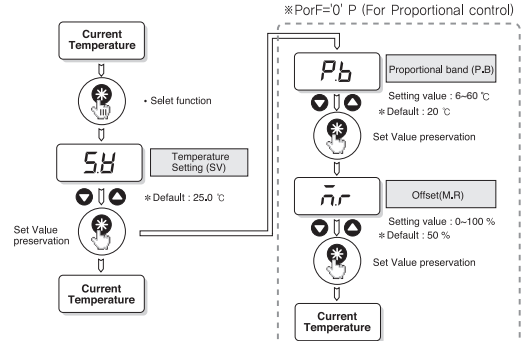 ※PorF='0' P (For Proportional control)
Current
Temperature
• Selet function
S.V
Temperature
Setting (SV)
✳Default : 25.0 ℃
Set Value
preservation
Current
Temperature
P.b
Proportional band (P.B)
Setting value : 6~60 ℃
✳Default : 20 ℃
Set Value preservation
m.r
Offset(M.R)
Setting value : 0~100 %
✳Default : 50 %
Set Value preservation
Current
Temperature